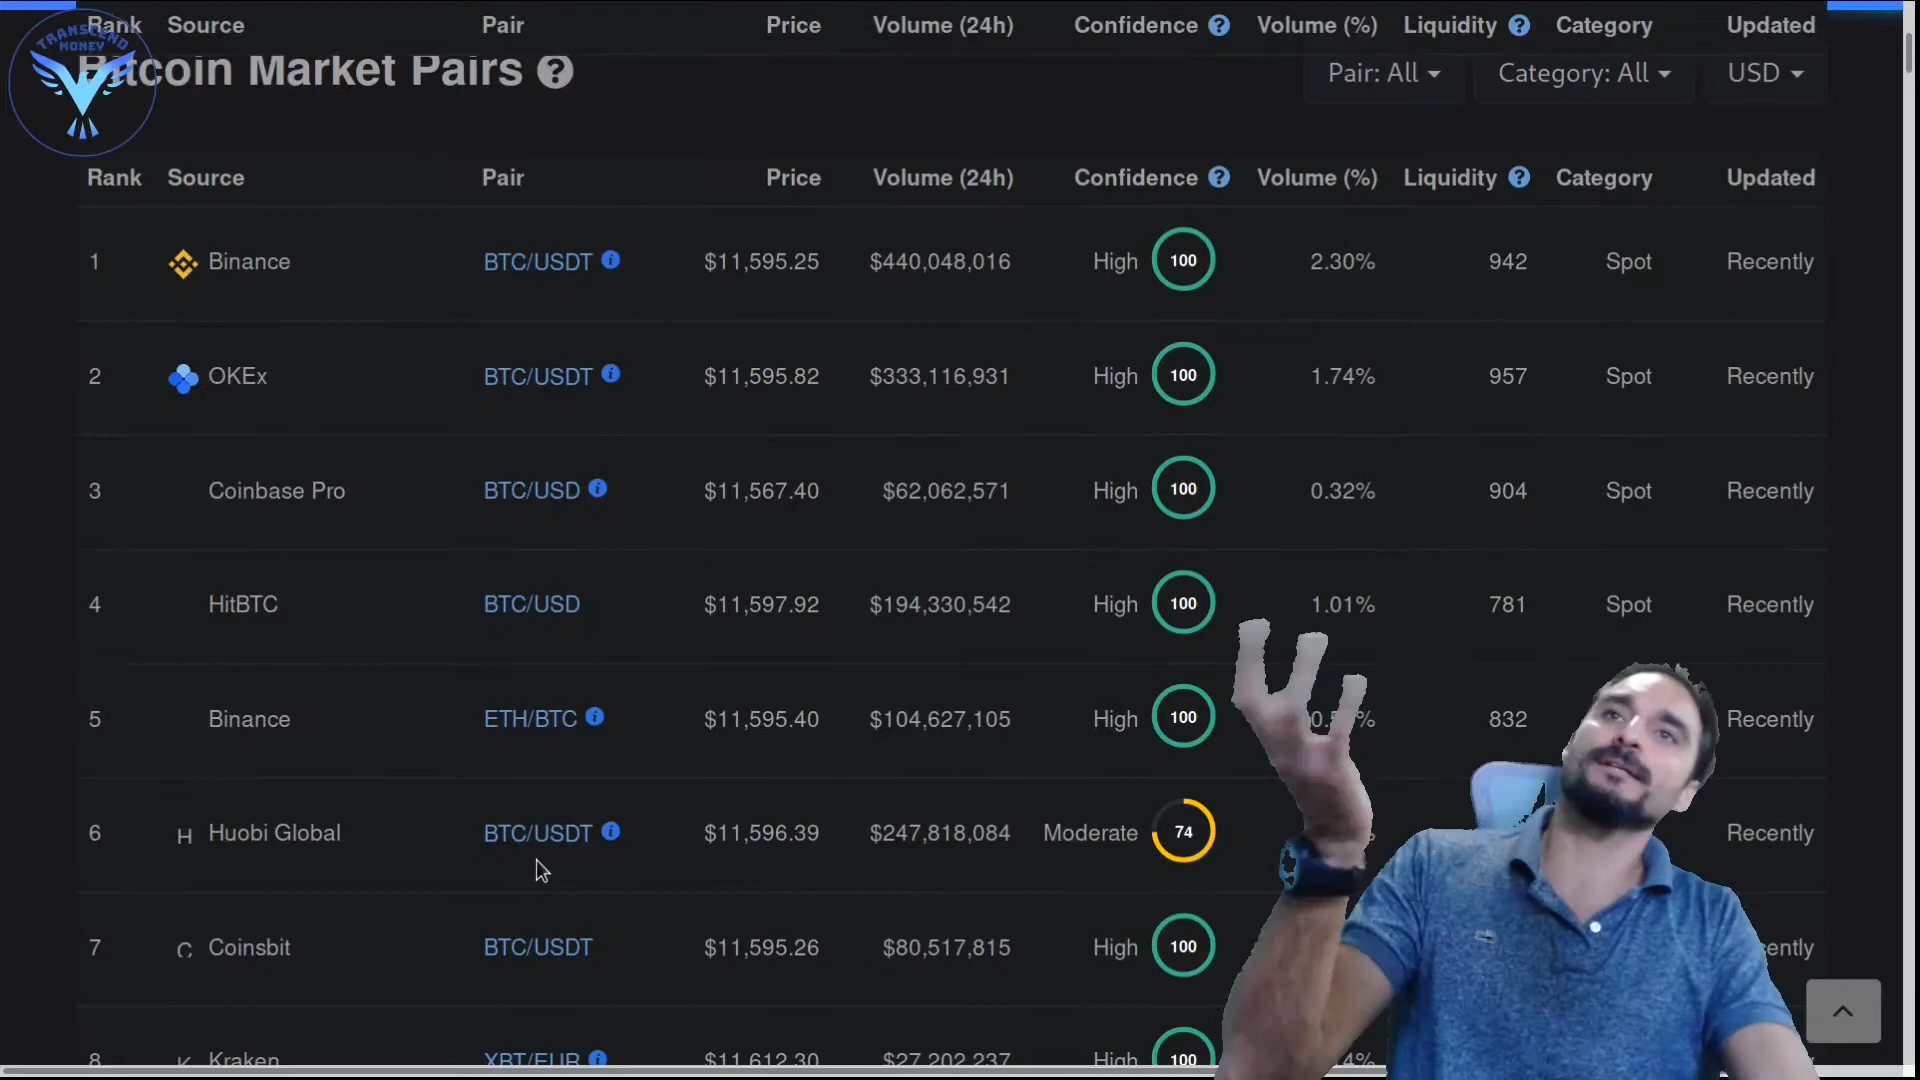 Rank Source Pair Price Volume (24h) Confidence ? Volume (%) Liquidity ? Category Updated
TRANSCEND
MONEY
Bitcoin Market Pairs ?
Pair: All Category: All USD
Rank Source Pair Price Volume (24h) Confidence ? Volume (%) Liquidity ? Category Updated
1 Binance BTC/USDT i $11,595.25 $440,048,016 High 100 2.30% 942 Spot Recently
2 OKEx BTC/USDT i $11,595.82 $333,116,931 High 100 1.74% 957 Spot Recently
3 Coinbase Pro BTC/USD i $11,567.40 $62,062,571 High 100 0.32% 904 Spot Recently
4 HitBTC BTC/USD $11,597.92 $194,330,542 High 100 1.01% 781 Spot Recently
5 Binance ETH/BTC i $11,595.40 $104,627,105 High 100 832 Recently
6 H Huobi Global BTC/USDT i $11,596.39 $247,818,084 Moderate 74 Recently
7 C Coinsbit BTC/USDT $11,595.26 $80,517,815 High 100
8 K Kraken XBT/EUR i $11,612.30 $27,202,237 High 100